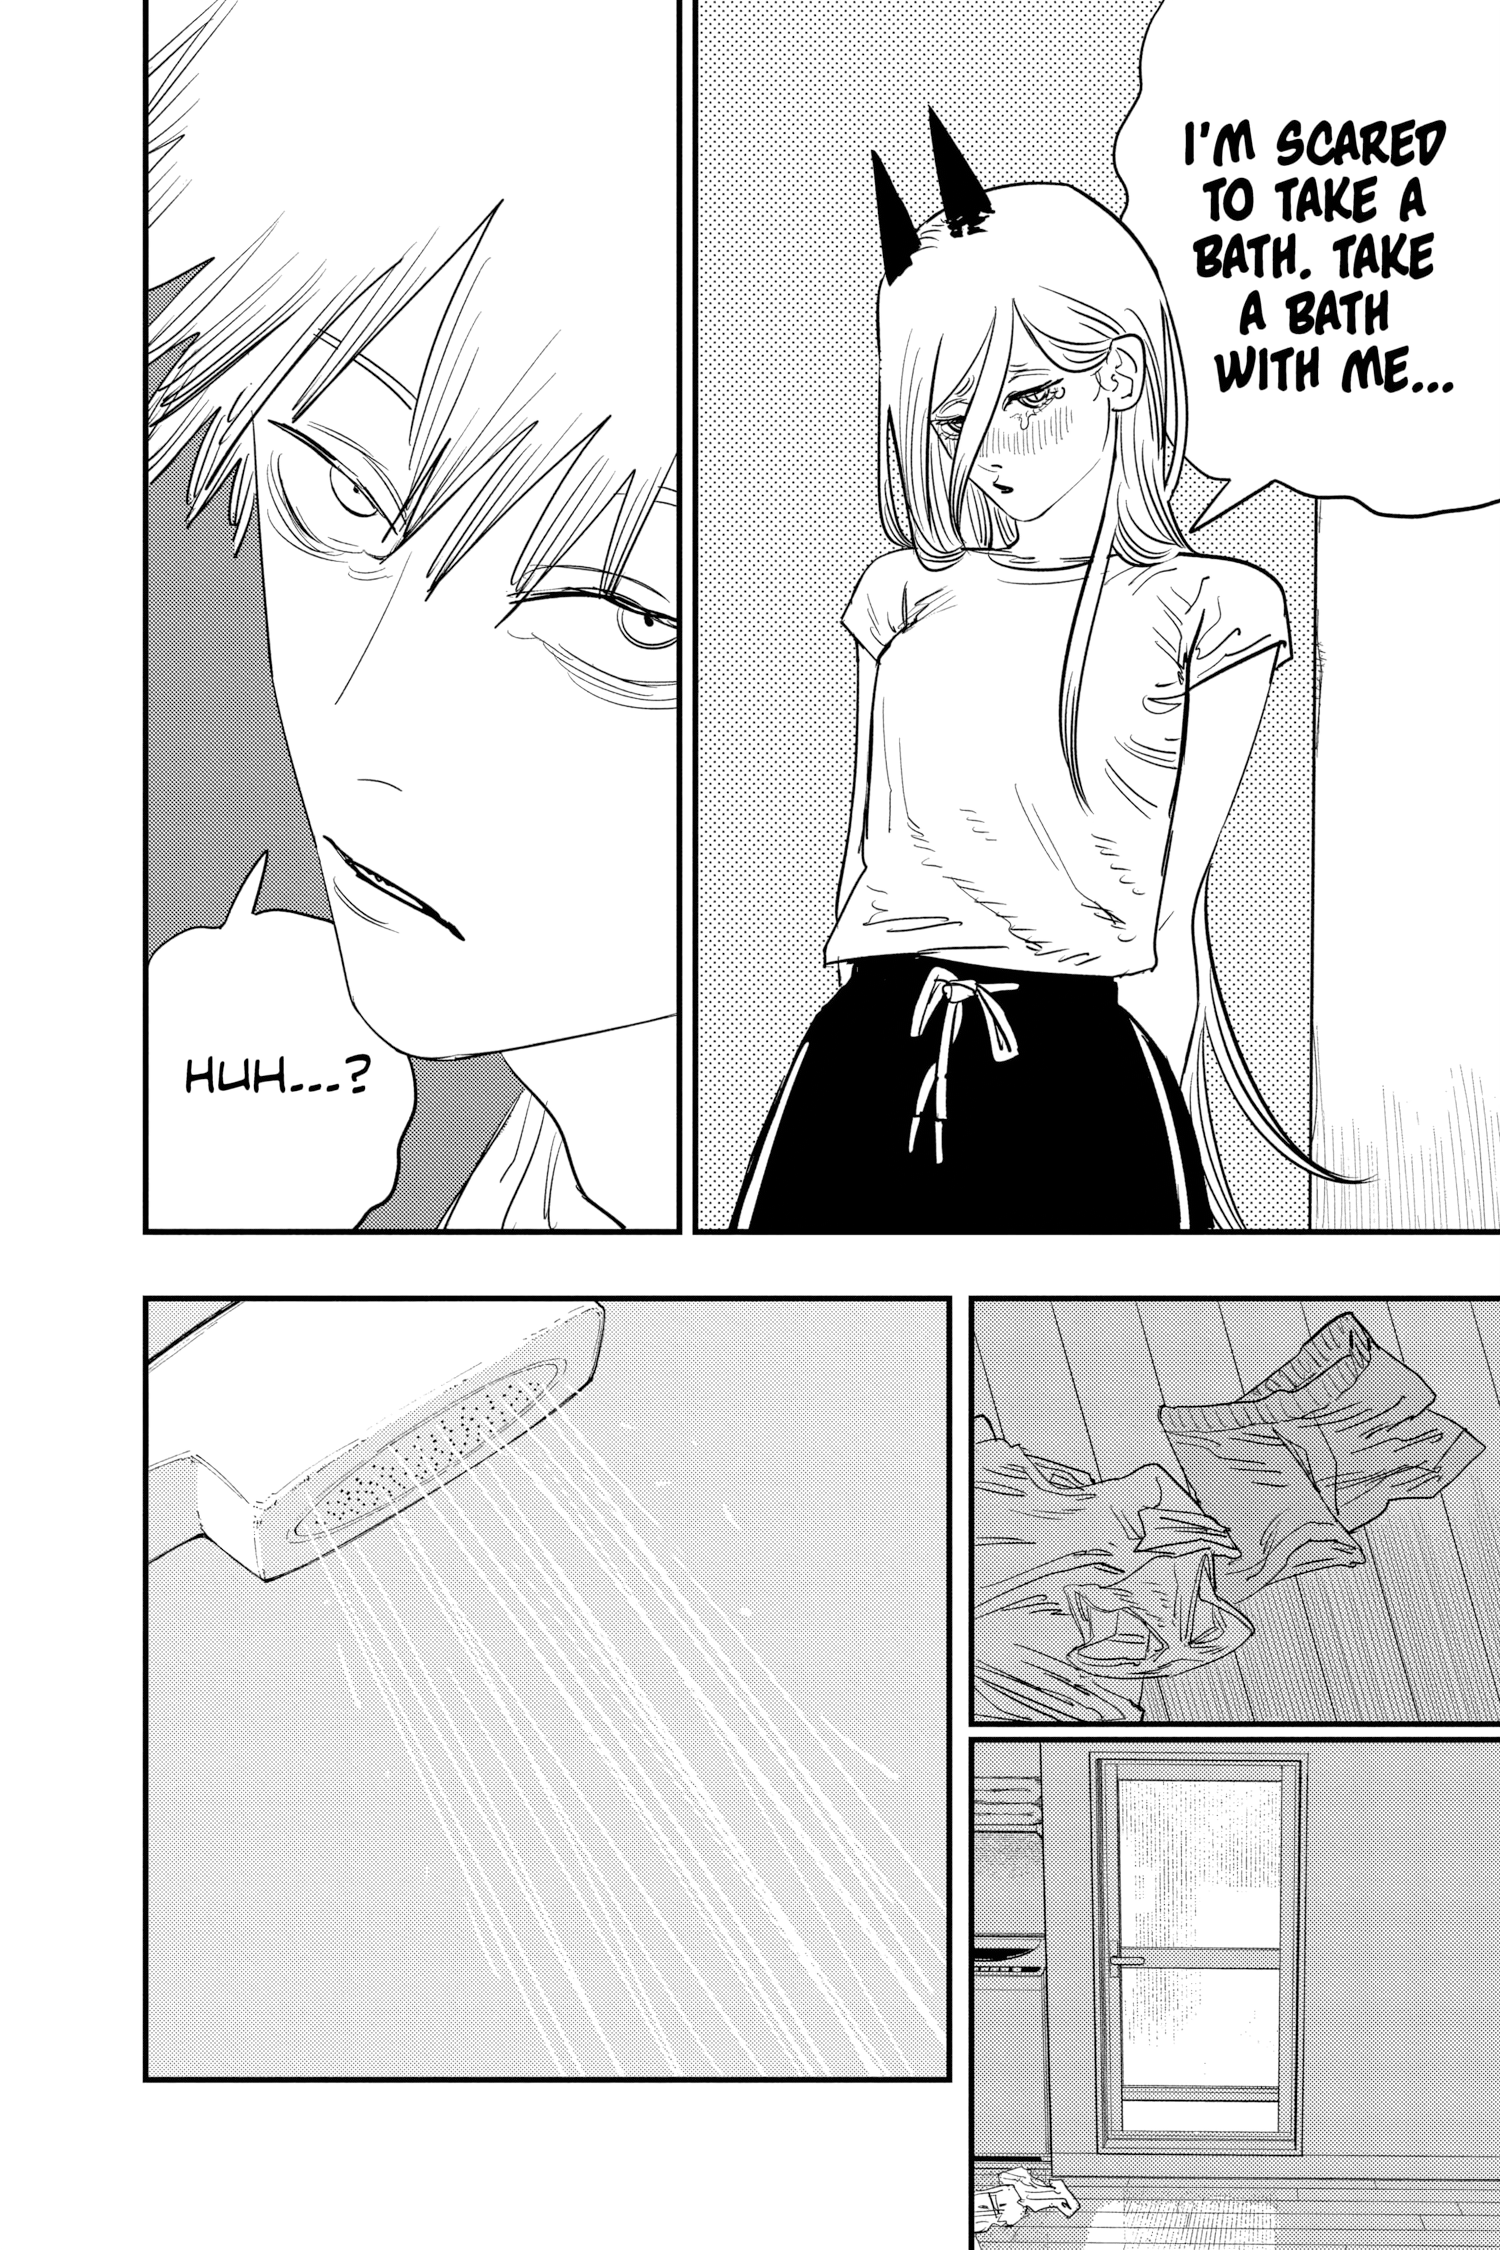 I'M SCARED
TO TAKE A
BATH. TAKE
A BATH
WITH ME...
HUH...?